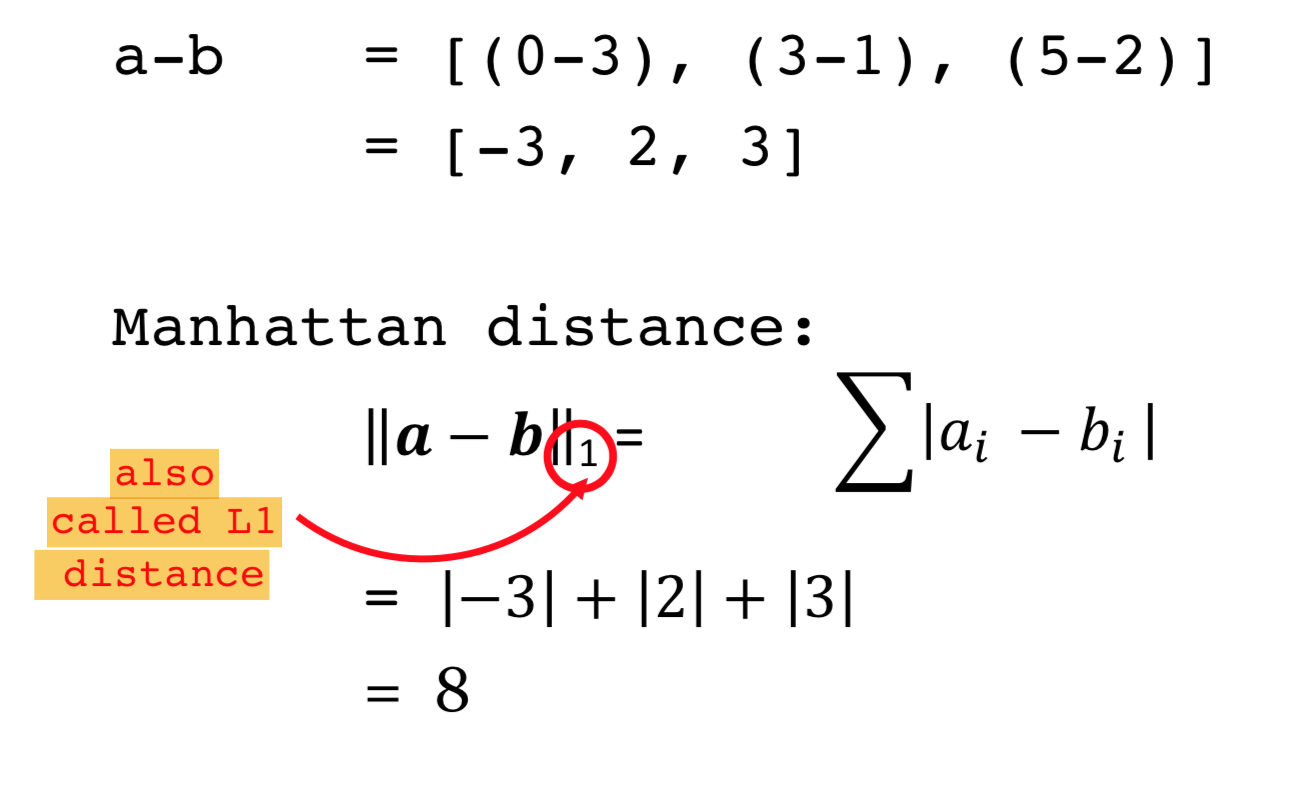 a-b = [(0-3), (3-1), (5-2)]
= [-3, 2, 3]
Manhattan distance:
‖a − b‖₁ = ∑|aᵢ − bᵢ|
also
called L1
distance
= |−3| + |2| + |3|
= 8